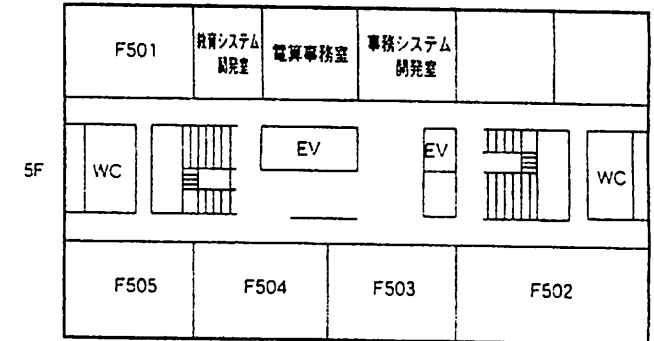 F501
教育システム
開発室
電算事務室
事務システム
開発室
5F
WC
EV
EV
WC
F505
F504
F503
F502